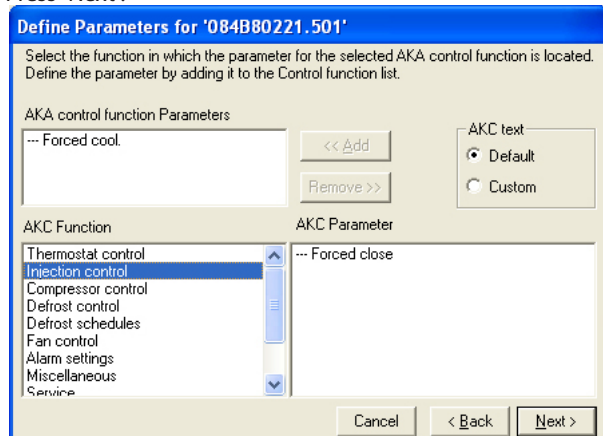 Press 'Next'.
Define Parameters for '084B80221.501'
Select the function in which the parameter for the selected AKA control function is located.
Define the parameter by adding it to the Control function list.
AKA control function Parameters
--- Forced cool.
<< Add
Remove >>
AKC text
Default
Custom
AKC Function
AKC Parameter
Thermostat control
Injection control
Compressor control
Defrost control
Defrost schedules
Fan control
Alarm settings
Miscellaneous
Service
--- Forced close
Cancel
< Back
Next >